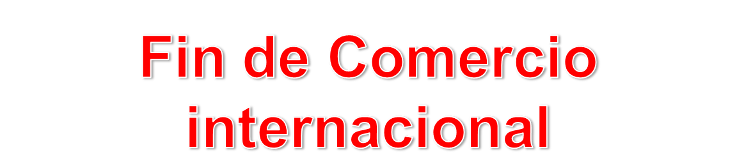 Fin de Comercio
internacional